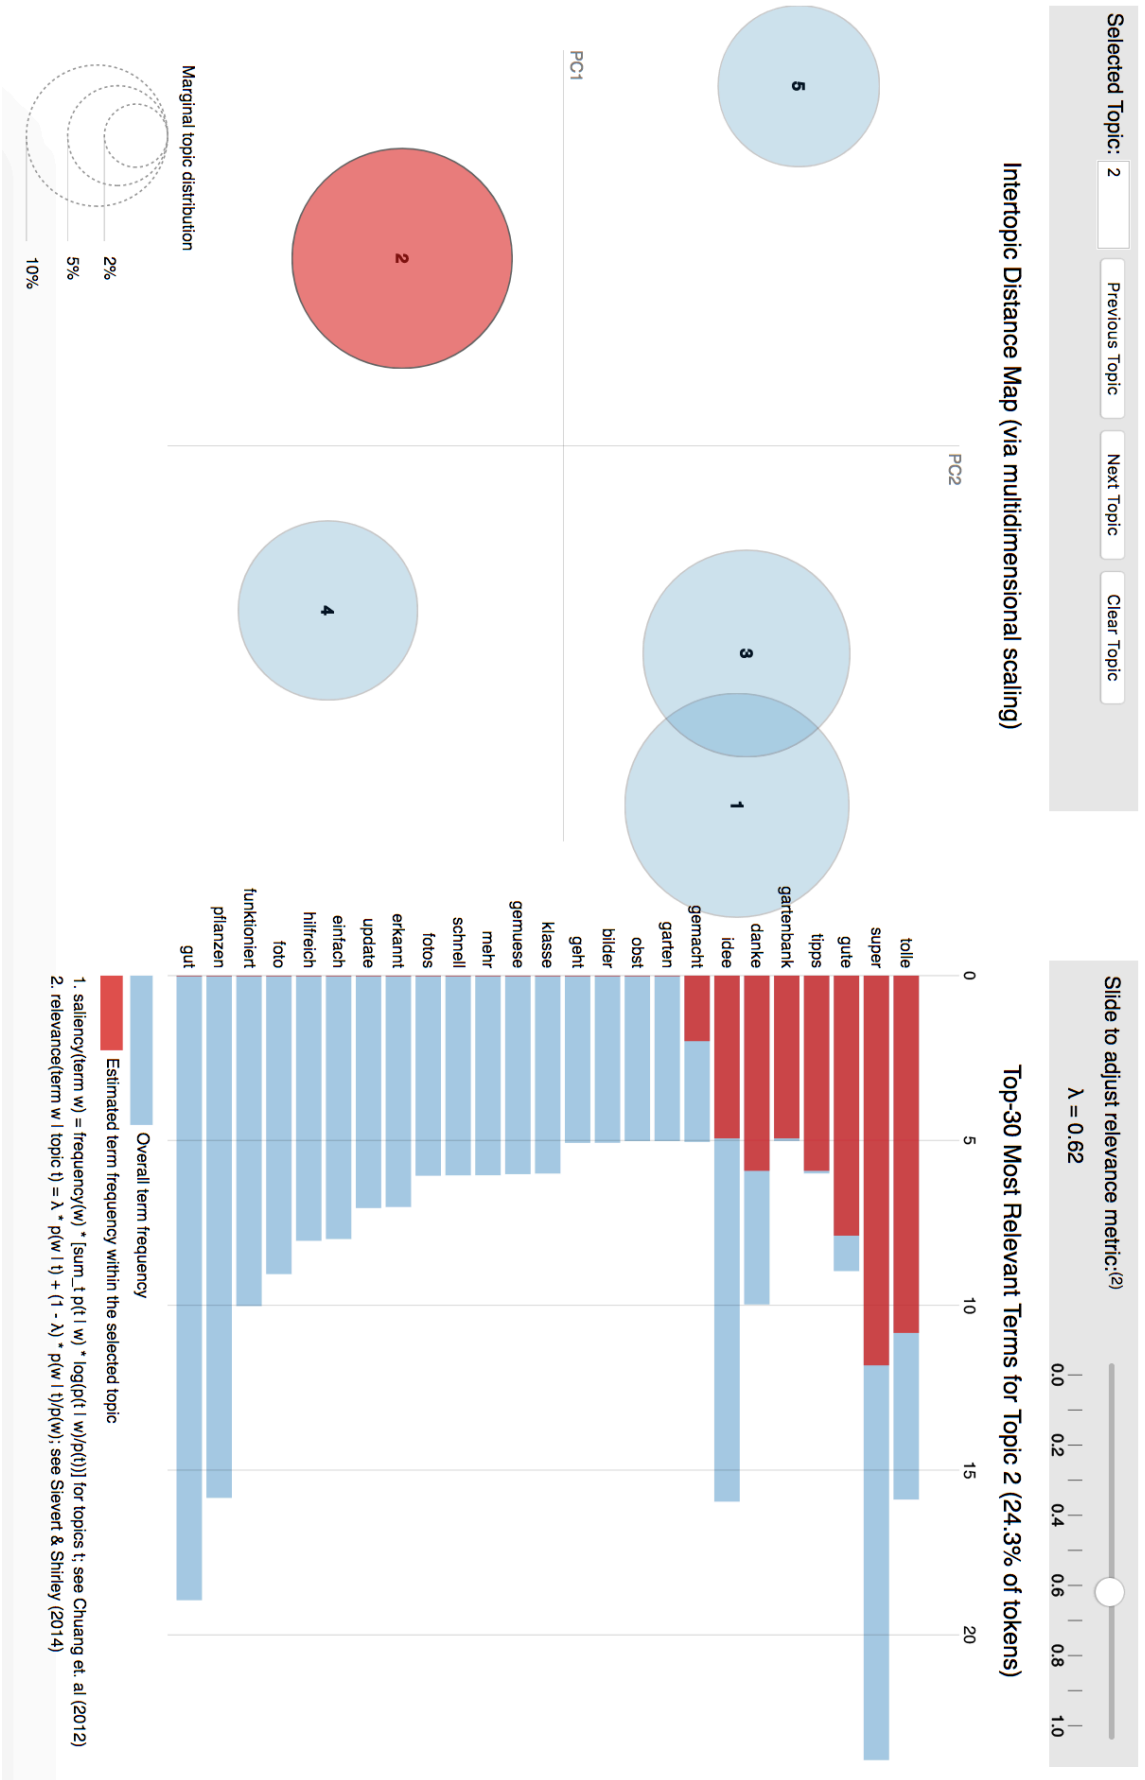 Selected Topic: 2 Previous Topic Next Topic Clear Topic
Slide to adjust relevance metric:(2)
λ = 0.62
0.0 0.2 0.4 0.6 0.8 1.0
Intertopic Distance Map (via multidimensional scaling)
PC2
PC1
5
2
3
1
4
Marginal topic distribution
2%
5%
10%
Top-30 Most Relevant Terms for Topic 2 (24.3% of tokens)
0 5 10 15 20
tolle
super
gute
tipps
gartenbank
danke
idee
gemacht
garten
obst
bilder
geht
klasse
gemuese
mehr
schnell
fotos
erkannt
update
einfach
hilfreich
foto
funktioniert
pflanzen
gut
Overall term frequency
Estimated term frequency within the selected topic
1. saliency(term w) = frequency(w) * [sum_t p(t | w) * log(p(t | w)/p(t))] for topics t; see Chuang et. al (2012)
2. relevance(term w | topic t) = λ * p(w | t) + (1 - λ) * p(w | t)/p(w); see Sievert & Shirley (2014)